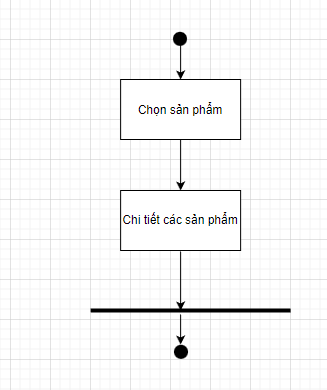 Chọn sản phẩm
Chi tiết các sản phẩm